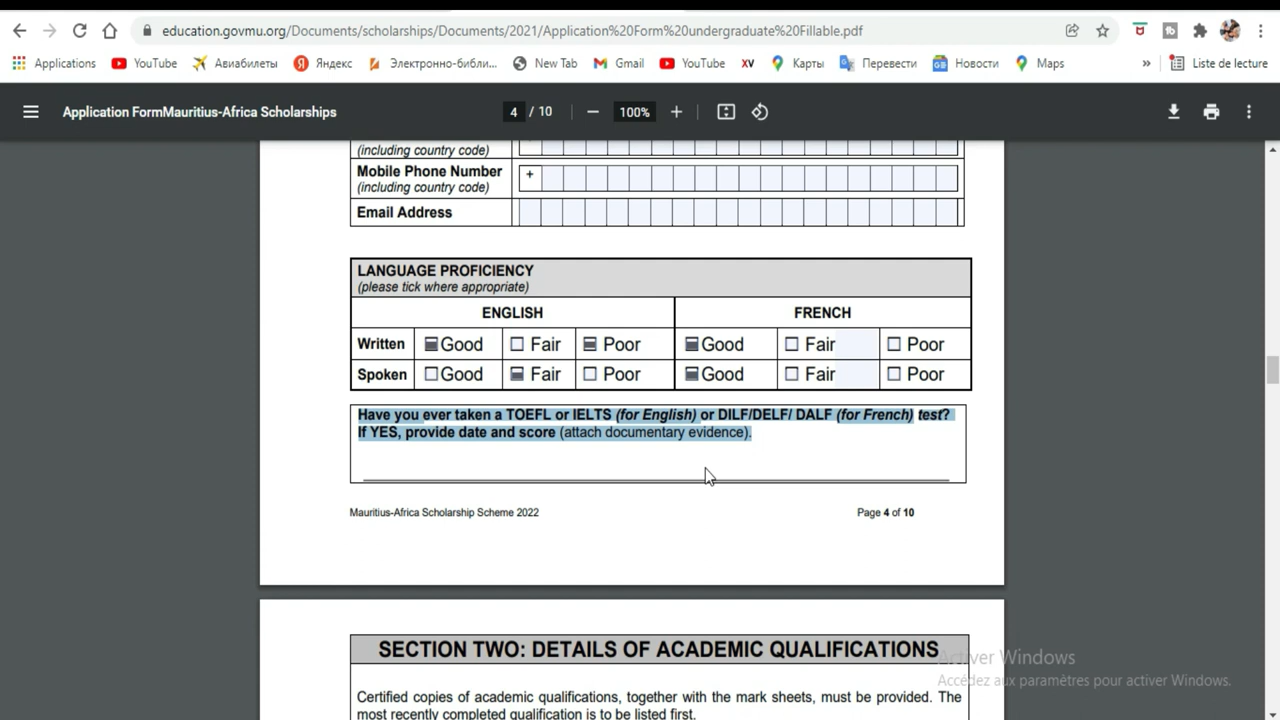 education.govmu.org/Documents/scholarships/Documents/2021/Application%20Form%20undergraduate%20Fillable.pdf
Applications YouTube Авиабилеты Яндекс Электронно-библи... New Tab Gmail YouTube XV Карты Перевести Новости Maps » Liste de lecture
Application FormMauritius-Africa Scholarships 4 / 10 − 100% +
(including country code)
Mobile Phone Number +
(including country code)
Email Address
LANGUAGE PROFICIENCY
(please tick where appropriate)
ENGLISH FRENCH
Written Good Fair Poor Good Fair Poor
Spoken Good Fair Poor Good Fair Poor
Have you ever taken a TOEFL or IELTS (for English) or DILF/DELF/ DALF (for French) test?
If YES, provide date and score (attach documentary evidence).
Mauritius-Africa Scholarship Scheme 2022 Page 4 of 10
SECTION TWO: DETAILS OF ACADEMIC QUALIFICATIONS
Activer Windows
Accédez aux paramètres pour activer Windows.
Certified copies of academic qualifications, together with the mark sheets, must be provided. The
most recently completed qualification is to be listed first.